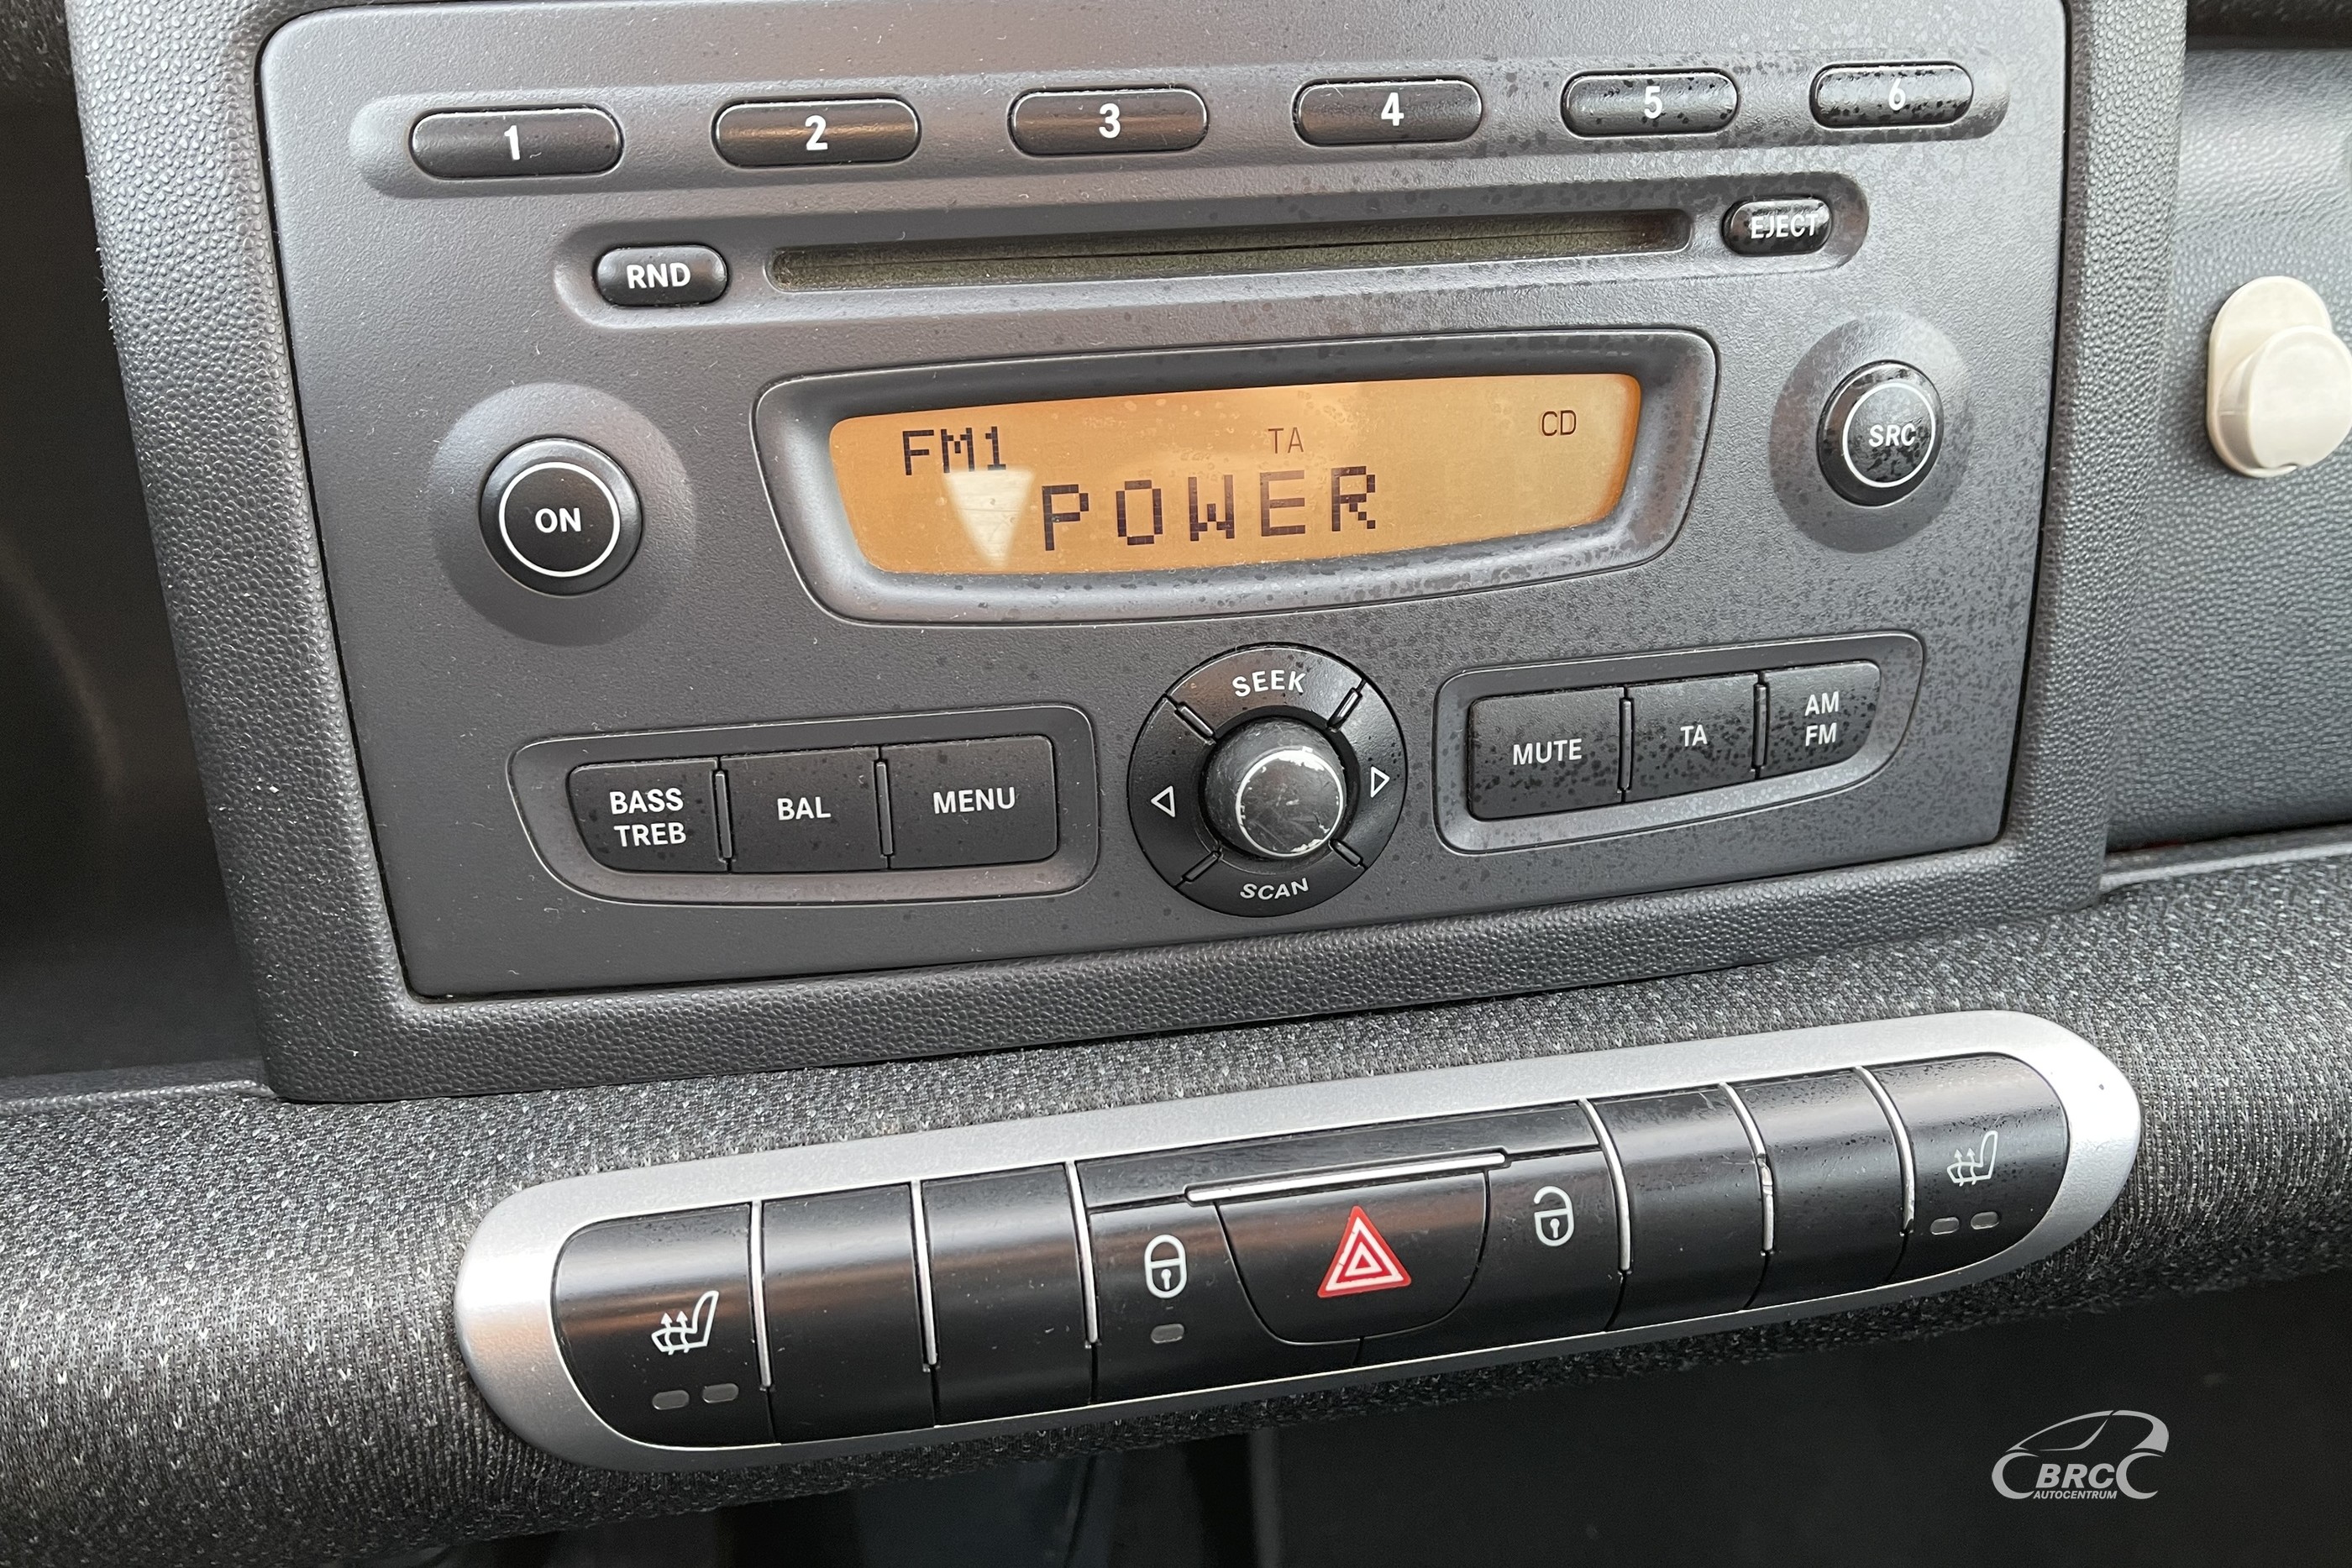 1 2 3 4 5 6
RND
EJECT
FM1 TA CD
POWER
ON
SRC
SEEK
BASS
TREB
BAL
MENU
MUTE
TA
AM
FM
SCAN
BRC
AUTOCENTRUM